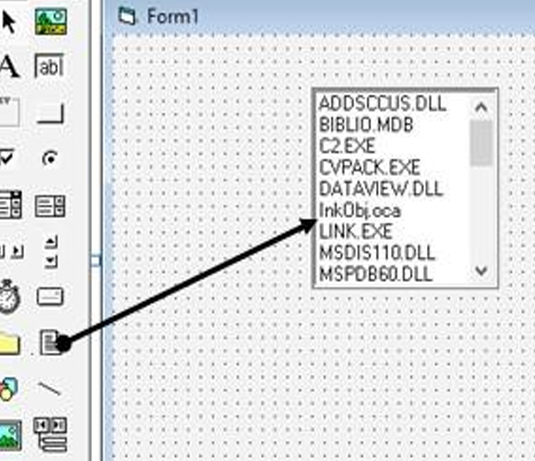 Form1
A
ab|
ADDSCCUS.DLL
BIBLIO.MDB
C2.EXE
CVPACK.EXE
DATAVIEW.DLL
InkObj.oca
LINK.EXE
MSDIS110.DLL
MSPDB60.DLL